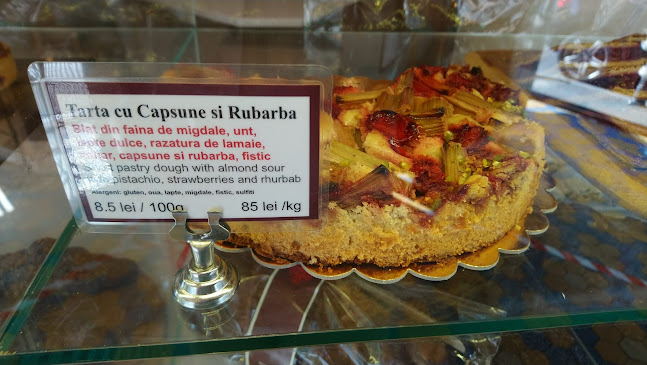 Tarta cu Capsune si Rubarba
Blat din faina de migdale, unt,
lapte dulce, razatura de lamaie,
zahar, capsune si rubarba, fistic
pastry dough with almond sour
pistachio, strawberries and rhurbab
Alergeni: gluten, oua, lapte, migdale, fistic, sulfiti
8.5 lei / 100g 85 lei /kg